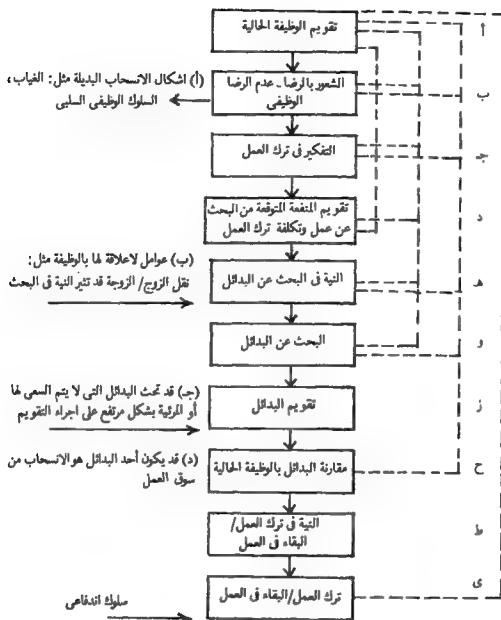 تقويم الوظيفة الحالية
أ
(أ) اشكال الانسحاب البديلة مثل: الغياب،
السلوك الوظيفى السلبى
الشعور بالرضا - عدم الرضا
الوظيفى
ب
التفكير فى ترك العمل
جـ
تقويم المنفعة المتوقعة من البحث
عن عمل وتكلفة ترك العمل
د
(ب) عوامل لاعلاقة لها بالوظيفة مثل:
نقل الزوج/ الزوجة قد تثير النية فى البحث
النية فى البحث عن البدائل
هـ
البحث عن البدائل
و
(جـ) قد تحث البدائل التى لا يتم السعى لها
أو المرئية بشكل مرتفع على اجراء التقويم
تقويم البدائل
ز
(د) قد يكون أحد البدائل هو الانسحاب من
سوق العمل
مقارنة البدائل بالوظيفة الحالية
ح
النية فى ترك العمل/
البقاء فى العمل
ط
سلوك اندفاعى
ترك العمل/البقاء فى العمل
ى